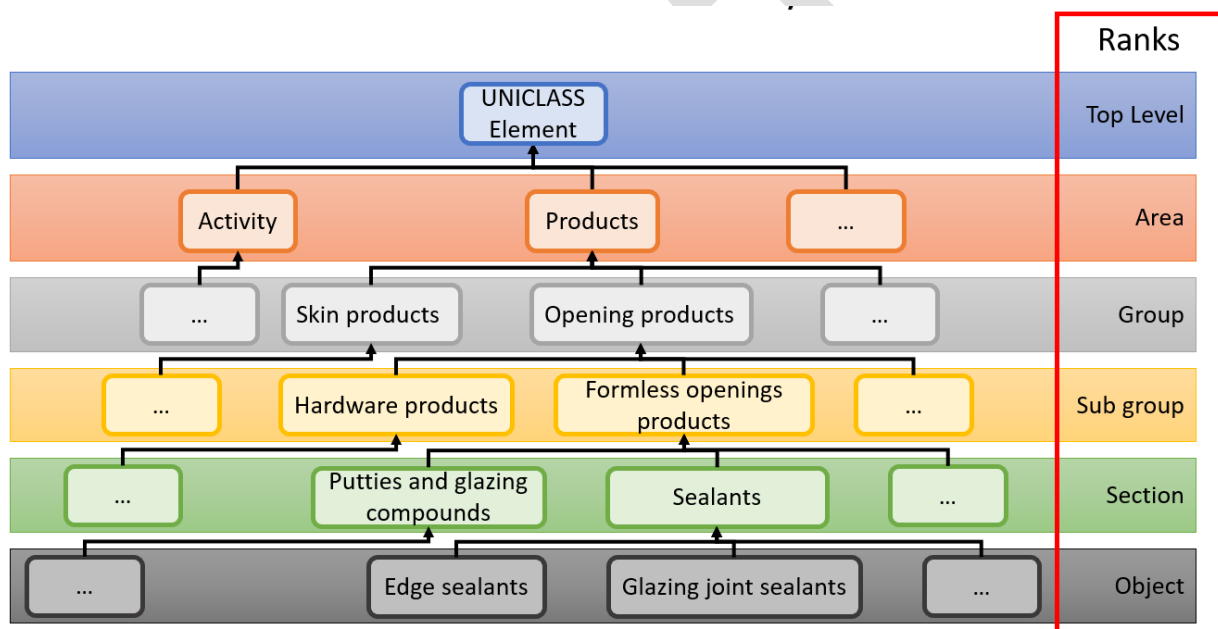 Ranks
UNICLASS
Element
Top Level
Activity
Products
...
Area
...
Skin products
Opening products
...
Group
...
Hardware products
Formless openings
products
...
Sub group
...
Putties and glazing
compounds
Sealants
...
Section
...
Edge sealants
Glazing joint sealants
...
Object